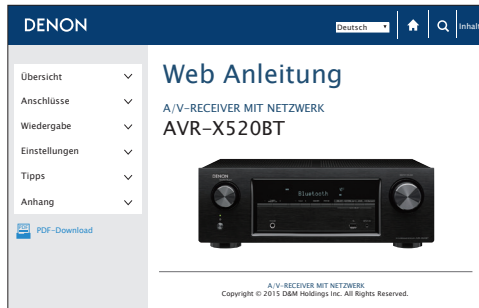 DENON
Deutsch
Inhalt
Übersicht
Anschlüsse
Wiedergabe
Einstellungen
Tipps
Anhang
PDF-Download
Web Anleitung
A/V-RECEIVER MIT NETZWERK
AVR-X520BT
DENON
Bluetooth
A/V-RECEIVER MIT NETZWERK
Copyright © 2015 D&M Holdings Inc. All Rights Reserved.